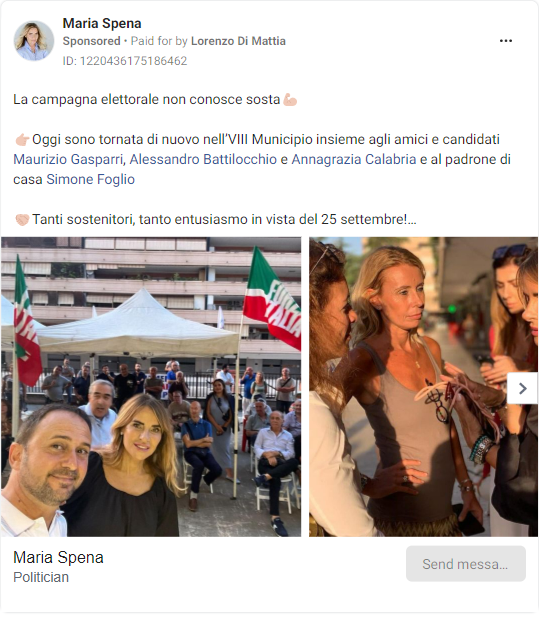 Maria Spena
Sponsored • Paid for by Lorenzo Di Mattia
ID: 1220436175186462
La campagna elettorale non conosce sosta💪🏻
👉🏻Oggi sono tornata di nuovo nell'VIII Municipio insieme agli amici e candidati
Maurizio Gasparri, Alessandro Battilocchio e Annagrazia Calabria e al padrone di
casa Simone Foglio
✊🏻Tanti sostenitori, tanto entusiasmo in vista del 25 settembre!...
Maria Spena
Politician
Send messa...